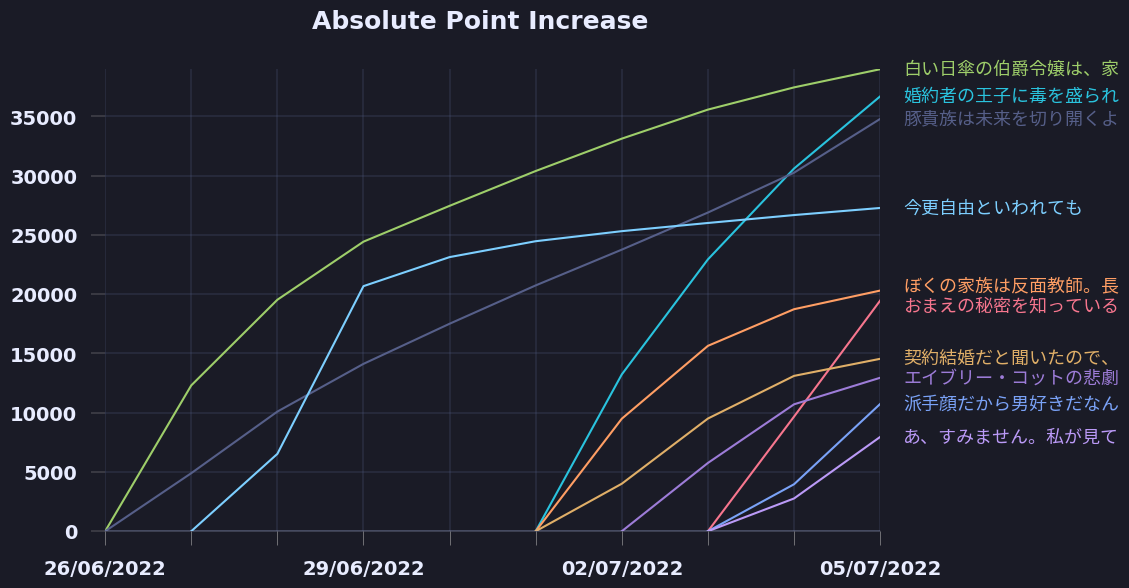 Absolute Point Increase
白い日傘の伯爵令嬢は、家
婚約者の王子に毒を盛られ
豚貴族は未来を切り開くよ
今更自由といわれても
ぼくの家族は反面教師。長
おまえの秘密を知っている
契約結婚だと聞いたので、
エイブリー・コットの悲劇
派手顔だから男好きだなん
あ、すみません。私が見て
35000
30000
25000
20000
15000
10000
5000
0
26/06/2022 29/06/2022 02/07/2022 05/07/2022